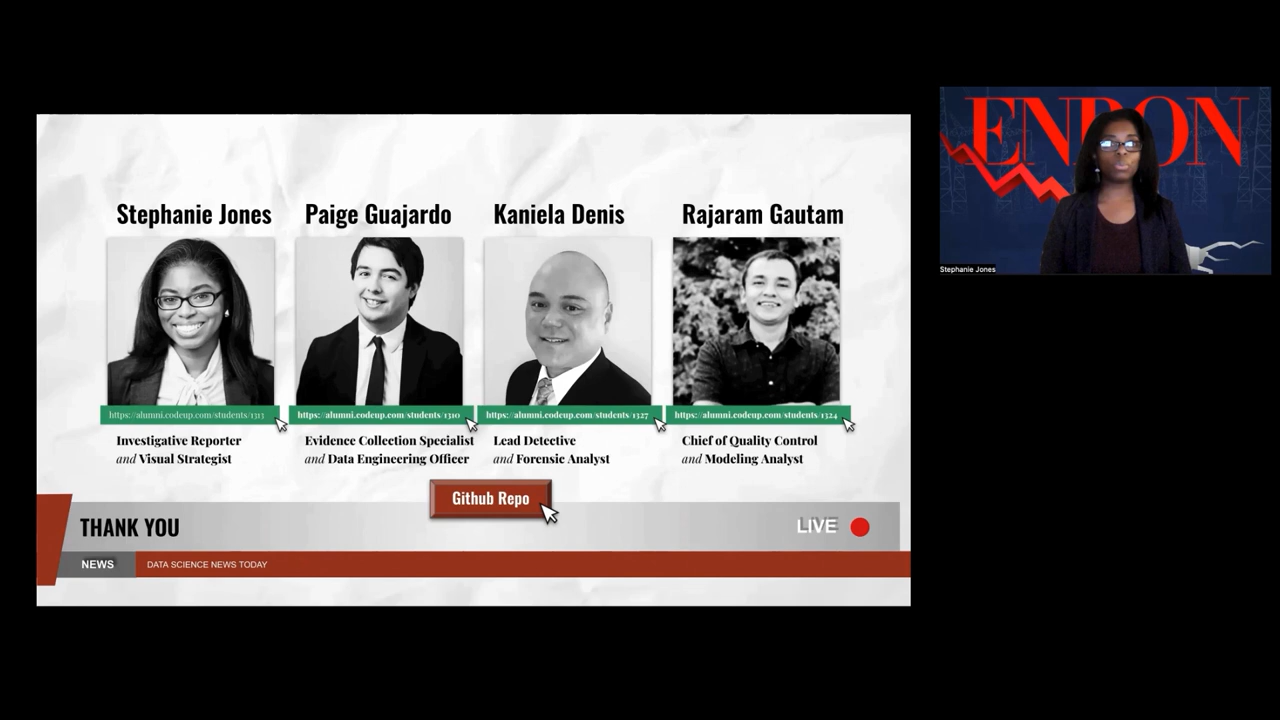 Stephanie Jones
Paige Guajardo
Kaniela Denis
Rajaram Gautam
https://alumni.codeup.com/students/1313
https://alumni.codeup.com/students/1310
https://alumni.codeup.com/students/1327
https://alumni.codeup.com/students/1324
Investigative Reporter
and Visual Strategist
Evidence Collection Specialist
and Data Engineering Officer
Lead Detective
and Forensic Analyst
Chief of Quality Control
and Modeling Analyst
Github Repo
THANK YOU
LIVE
NEWS
DATA SCIENCE NEWS TODAY
ENRON
Stephanie Jones